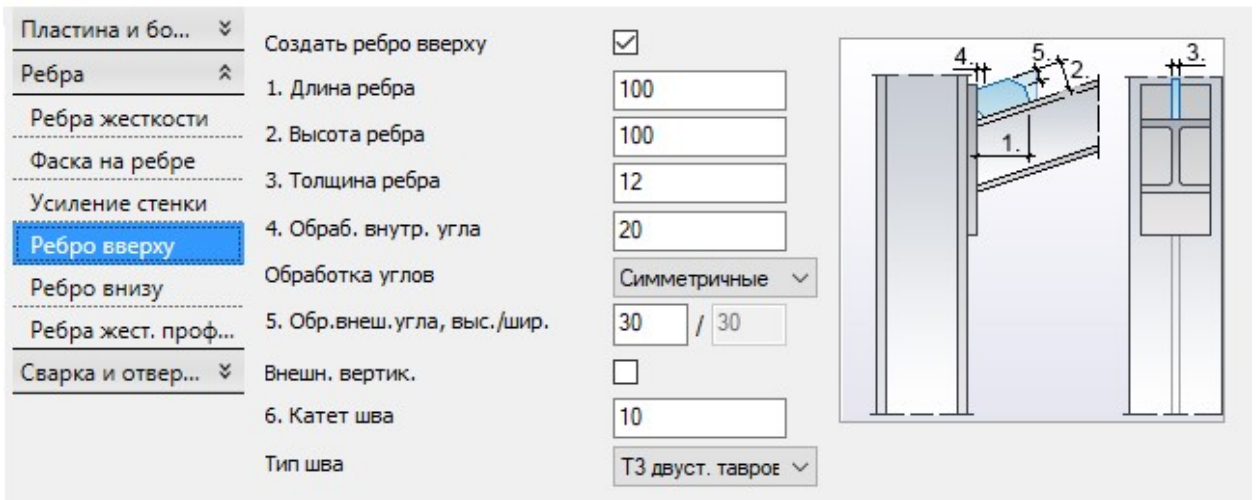 Пластина и бо...
Ребра
Ребра жесткости
Фаска на ребре
Усиление стенки
Ребро вверху
Ребро внизу
Ребра жест. проф...
Сварка и отвер...
Создать ребро вверху
1. Длина ребра 100
2. Высота ребра 100
3. Толщина ребра 12
4. Обраб. внутр. угла 20
Обработка углов Симметричные
5. Обр.внеш.угла, выс./шир. 30 / 30
Внешн. вертик.
6. Катет шва 10
Тип шва Т3 двуст. тавров
4. 5. 2. 3.
1.